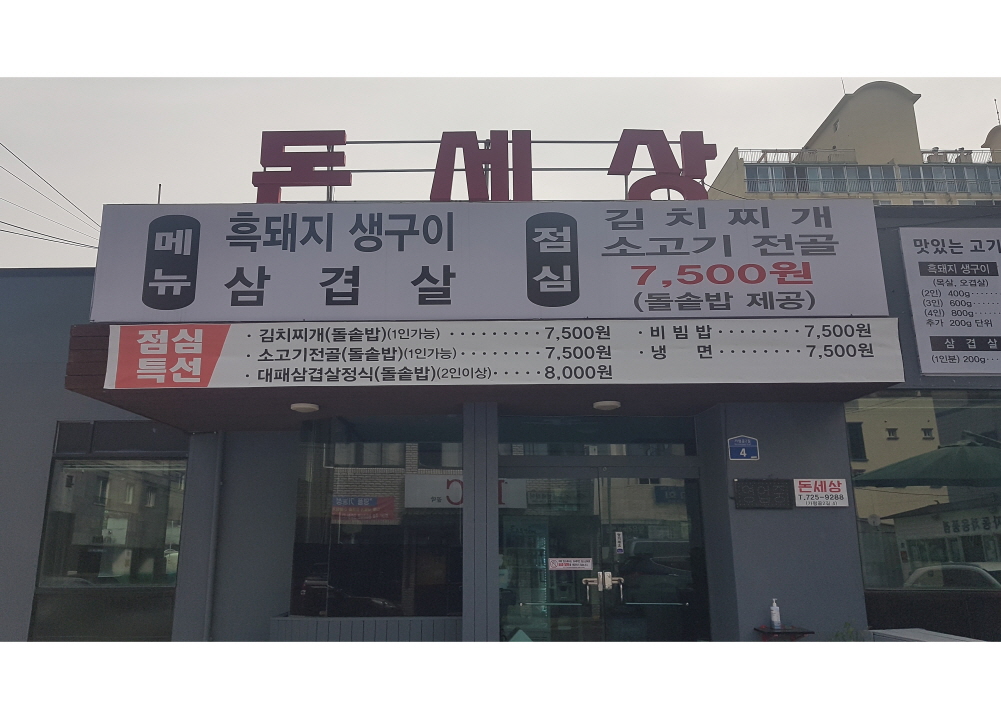 돈세상
메뉴
흑돼지 생구이
삼겹살
점심
김치찌개
소고기 전골
7,500원
(돌솥밥 제공)
점심특선
· 김치찌개(돌솥밥)(1인가능) ·········· 7,500원
· 소고기전골(돌솥밥)(1인가능) ········ 7,500원
· 대패삼겹살정식(돌솥밥)(2인이상) ····· 8,000원
· 비빔밥 ·········· 7,500원
· 냉면 ·········· 7,500원
맛있는 고기
흑돼지 생구이
(목살, 오겹살)
(2인) 400g
(3인) 600g
(4인) 800g
추가 200g 단위
삼겹살
(1인분) 200g
4
돈세상
T.725-9288